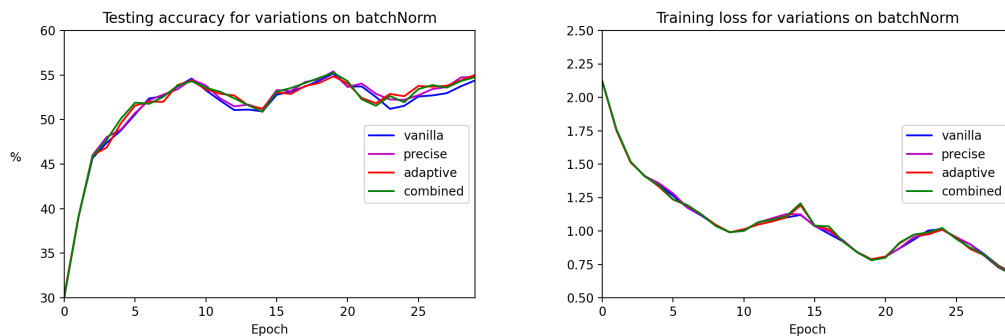 Testing accuracy for variations on batchNorm
60
55
50
45
40
35
30
%
0 5 10 15 20 25
Epoch
vanilla
precise
adaptive
combined
Training loss for variations on batchNorm
2.50
2.25
2.00
1.75
1.50
1.25
1.00
0.75
0.50
0 5 10 15 20 25
Epoch
vanilla
precise
adaptive
combined